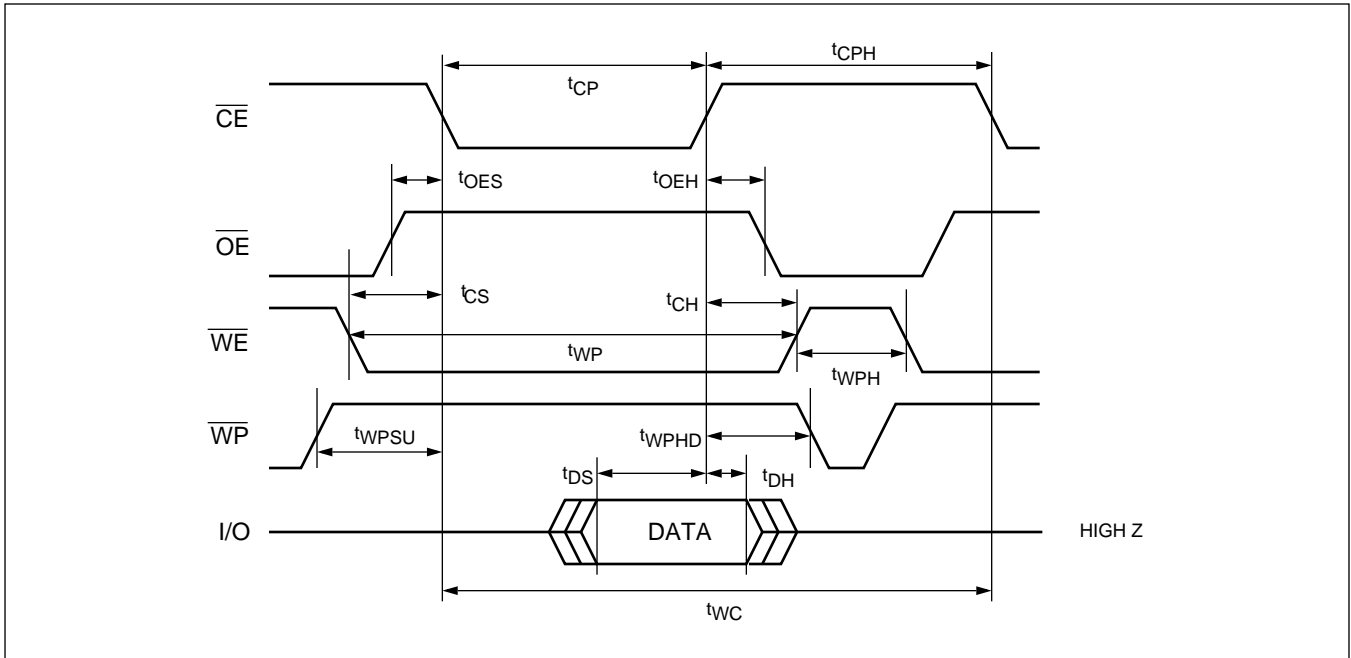 tCPH
tCP
CE
tOES
tOEH
OE
tCS
tCH
WE
tWP
tWPH
WP
tWPSU
tWPHD
tDS
tDH
I/O
DATA
HIGH Z
tWC